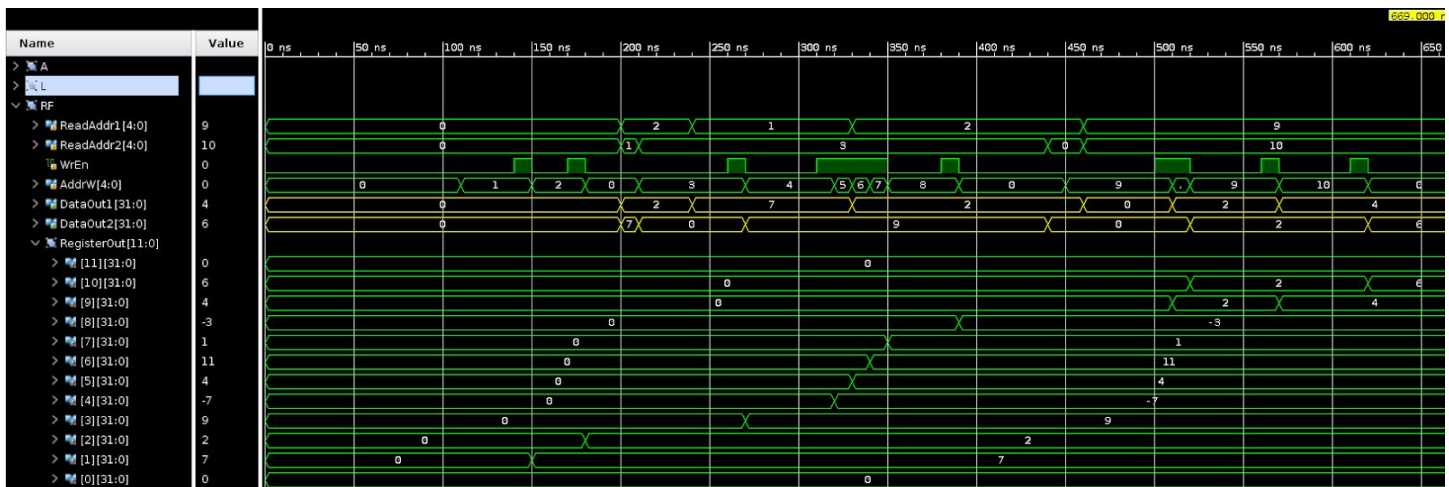 669.000 n
Name Value 0 ns 50 ns 100 ns 150 ns 200 ns 250 ns 300 ns 350 ns 400 ns 450 ns 500 ns 550 ns 600 ns 650
A
L
RF
ReadAddr1[4:0] 9 0 2 1 2 9
ReadAddr2[4:0] 10 0 1 3 0 10
WrEn 0
AddrW[4:0] 0 0 1 2 0 3 4 5 6 7 8 0 9 . 9 10 0
DataOut1[31:0] 4 0 2 7 2 0 2 4
DataOut2[31:0] 6 0 7 0 9 0 2 6
RegisterOut[11:0]
[11][31:0] 0 0
[10][31:0] 6 0 2 6
[9][31:0] 4 0 2 4
[8][31:0] -3 0 -3
[7][31:0] 1 0 1
[6][31:0] 11 0 11
[5][31:0] 4 0 4
[4][31:0] -7 0 -7
[3][31:0] 9 0 9
[2][31:0] 2 0 2
[1][31:0] 7 0 7
[0][31:0] 0 0